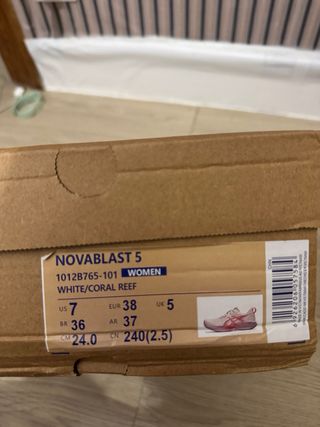 NOVABLAST 5
1012B765-101 WOMEN
WHITE/CORAL REEF
US 7 EUR 38 UK 5
BR 36 AR 37
CM 24.0 CN 240(2.5)
CHN